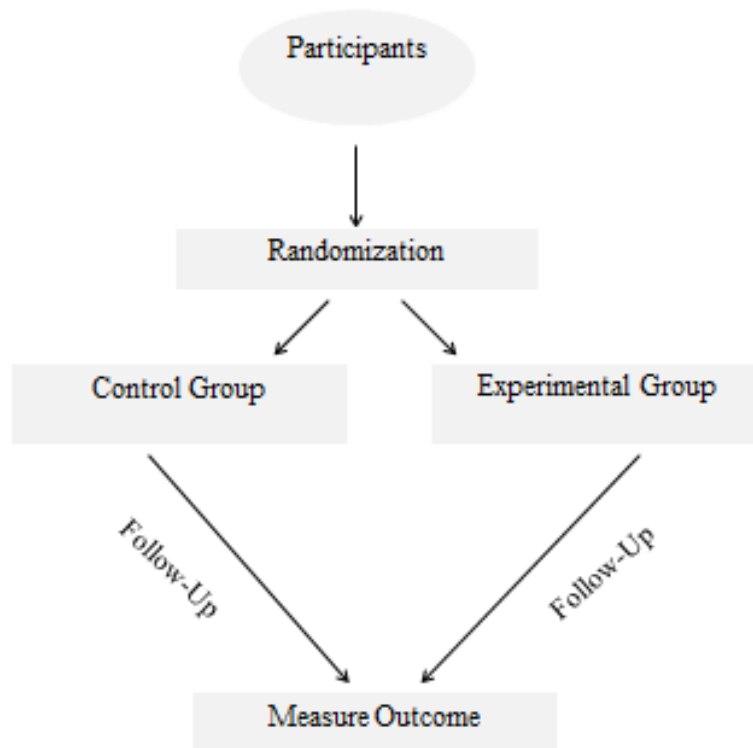 Participants
Randomization
Control Group
Experimental Group
Follow-Up
Follow-Up
Measure Outcome